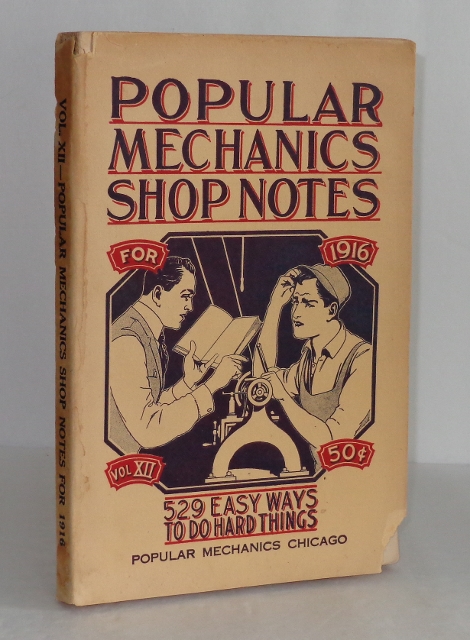 POPULAR
MECHANICS
SHOP NOTES
FOR
1916
VOL XII
50¢
529 EASY WAYS
TO DO HARD THINGS
POPULAR MECHANICS CHICAGO
VOL. XII—POPULAR MECHANICS SHOP NOTES FOR 1916